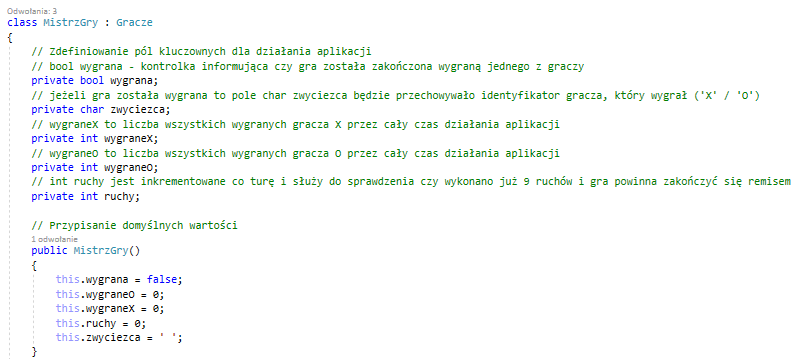 Odwołania: 3
class MistrzGry : Gracze
{
// Zdefiniowanie pól kluczownych dla działania aplikacji
// bool wygrana - kontrolka informująca czy gra została zakończona wygraną jednego z graczy
private bool wygrana;
// jeżeli gra została wygrana to pole char zwyciezca będzie przechowywało identyfikator gracza, który wygrał ('X' / 'O')
private char zwyciezca;
// wygraneX to liczba wszystkich wygranych gracza X przez cały czas działania aplikacji
private int wygraneX;
// wygraneO to liczba wszystkich wygranych gracza O przez cały czas działania aplikacji
private int wygraneO;
// int ruchy jest inkrementowane co turę i służy do sprawdzenia czy wykonano już 9 ruchów i gra powinna zakończyć się remisem
private int ruchy;
// Przypisanie domyślnych wartości
1 odwołanie
public MistrzGry()
{
this.wygrana = false;
this.wygraneO = 0;
this.wygraneX = 0;
this.ruchy = 0;
this.zwyciezca = ' ';
}